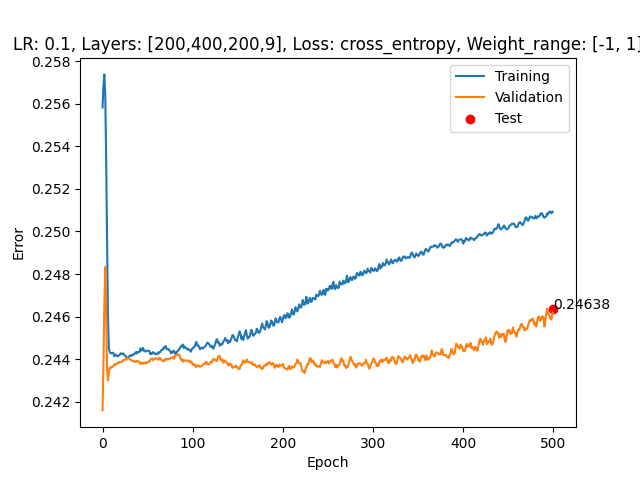 LR: 0.1, Layers: [200,400,200,9], Loss: cross_entropy, Weight_range: [-1, 1]
0.258
0.256
0.254
0.252
0.250
0.248
0.246
0.244
0.242
Error
Training
Validation
Test
0.24638
0
100
200
300
400
500
Epoch